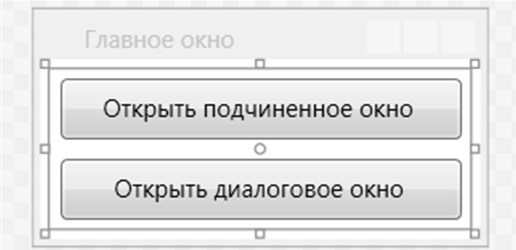 Главное окно
Открыть подчиненное окно
Открыть диалоговое окно